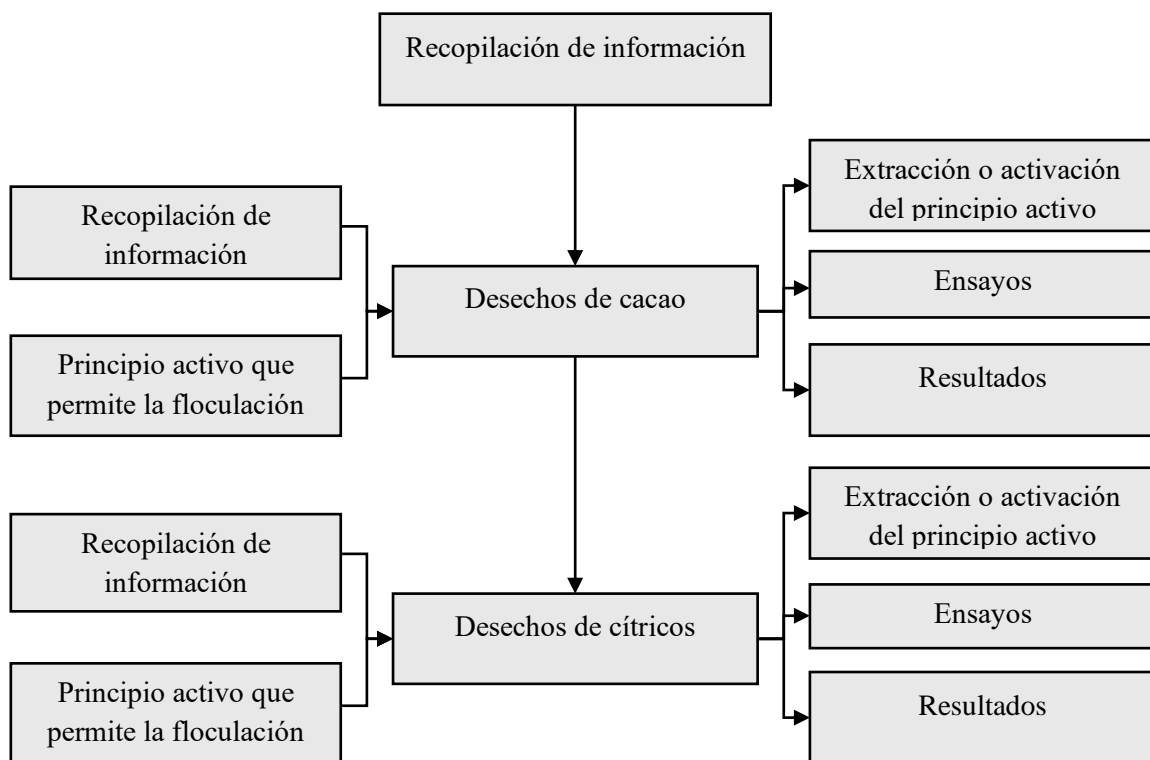 Recopilación de información
Recopilación de
información
Principio activo que
permite la floculación
Desechos de cacao
Extracción o activación
del principio activo
Ensayos
Resultados
Recopilación de
información
Principio activo que
permite la floculación
Desechos de cítricos
Extracción o activación
del principio activo
Ensayos
Resultados